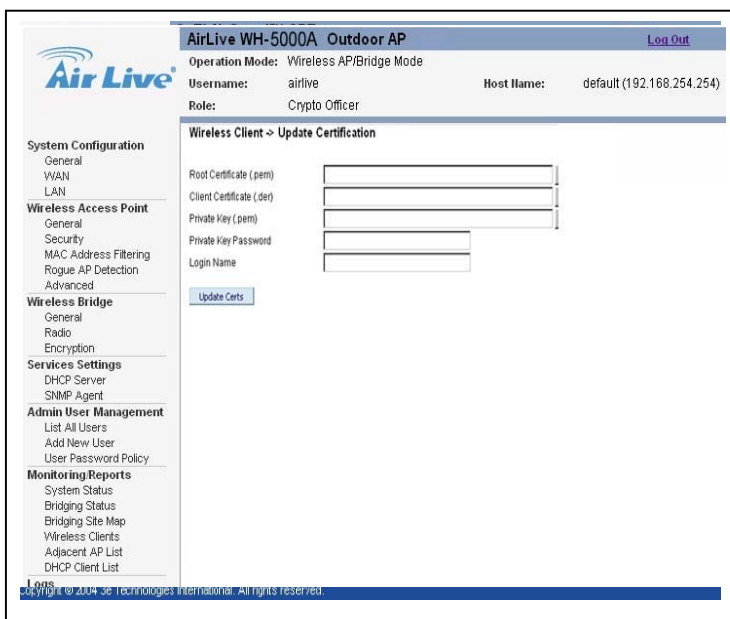 AirLive WH-5000A Outdoor AP Log Out
Air Live
Operation Mode: Wireless AP/Bridge Mode
Username: airlive Host Name: default (192.168.254.254)
Role: Crypto Officer
Wireless Client -> Update Certification
Root Certificate (.pem)
Client Certificate (.der)
Private Key (.pem)
Private Key Password
Login Name
Update Certs
System Configuration
General
WAN
LAN
Wireless Access Point
General
Security
MAC Address Filtering
Rogue AP Detection
Advanced
Wireless Bridge
General
Radio
Encryption
Services Settings
DHCP Server
SNMP Agent
Admin User Management
List All Users
Add New User
User Password Policy
Monitoring/Reports
System Status
Bridging Status
Bridging Site Map
Wireless Clients
Adjacent AP List
DHCP Client List
Logs
Copyright © 2004 3e Technologies International. All rights reserved.